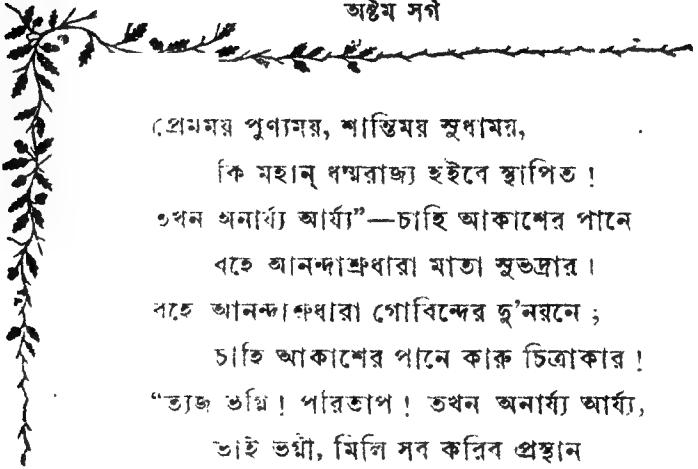 অষ্টম সর্গ
প্রেমময় পুণ্যময়, শান্তিময় সুধাময়,
কি মহান্ ধর্ম্মরাজ্য হইবে স্থাপিত !
তখন অনার্য্য আর্য্য”—চাহি আকাশের পানে
বহে আনন্দাশ্রুধারা মাতা সুভদ্রার ।
বহে আনন্দাশ্রুধারা গোবিন্দের দু’নয়নে ;
চাহি আকাশের পানে কারু চিত্রাকার !
“ত্যজ ভগ্নি ! পরিতাপ ! তখন অনার্য্য আর্য্য,
ভাই ভগ্নী, মিলি সব করিব প্রস্থান